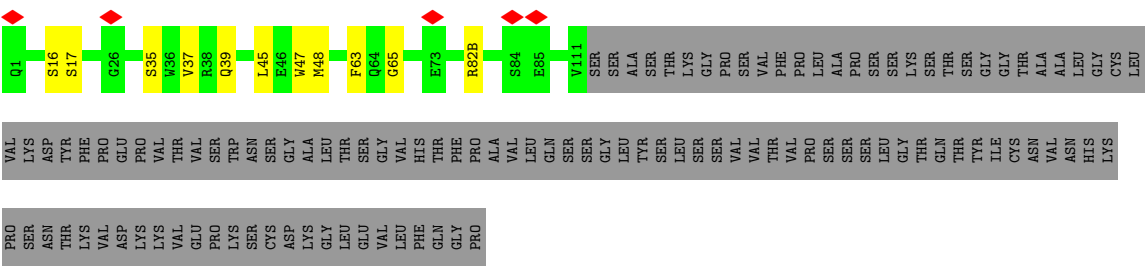 Q1 S16 S17 G26 S35 W36 V37 R38 Q39 L45 E46 W47 M48 F63 Q64 G65 E73 R82B S84 E85 V111 SER SER ALA SER THR LYS GLY PRO SER VAL PHE PRO LEU ALA PRO SER SER LYS SER THR SER GLY GLY THR ALA ALA LEU GLY CYS LEU
VAL LYS ASP TYR PHE PRO GLU PRO VAL THR VAL SER TRP ASN SER GLY ALA LEU THR SER GLY VAL HIS THR PHE PRO ALA VAL LEU GLN SER SER GLY LEU TYR SER LEU SER SER VAL VAL THR VAL PRO SER SER SER LEU GLY THR GLN THR TYR ILE CYS ASN VAL ASN HIS LYS
PRO SER ASN THR LYS VAL ASP LYS LYS VAL GLU PRO LYS SER CYS ASP LYS GLY LEU GLU VAL LEU PHE GLN GLY PRO